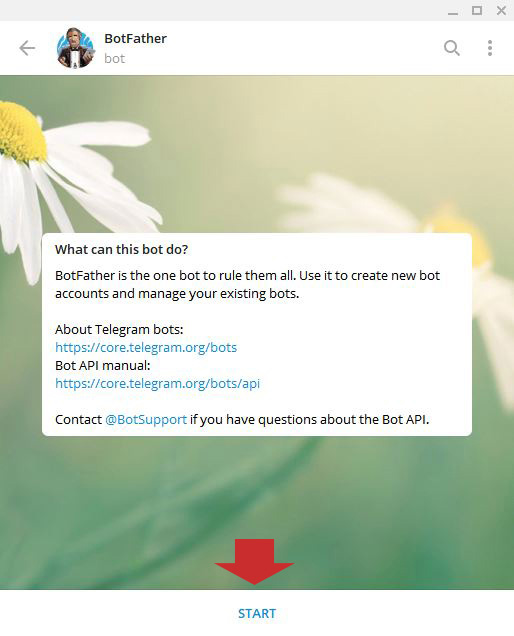 BotFather
bot
What can this bot do?
BotFather is the one bot to rule them all. Use it to create new bot
accounts and manage your existing bots.
About Telegram bots:
https://core.telegram.org/bots
Bot API manual:
https://core.telegram.org/bots/api
Contact @BotSupport if you have questions about the Bot API.
START